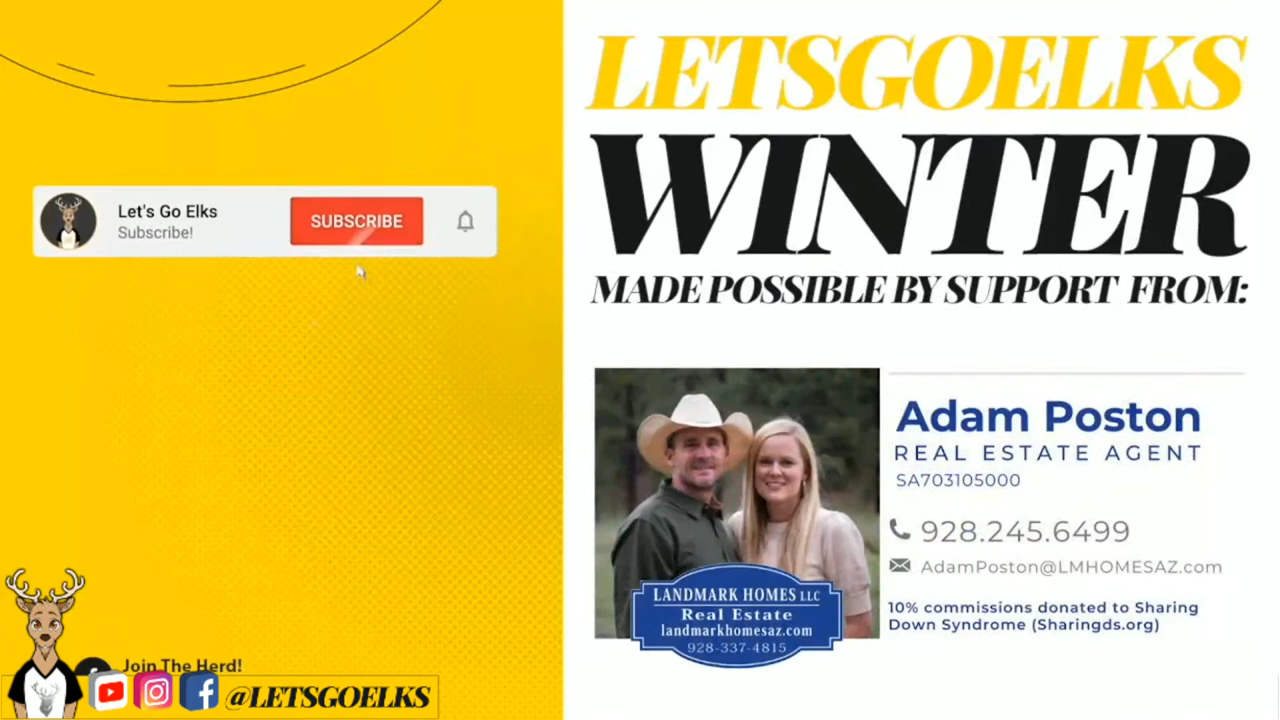 Let's Go Elks
Subscribe!
SUBSCRIBE
Join The Herd!
@LETSGOELKS
LETSGOELKS
WINTER
MADE POSSIBLE BY SUPPORT FROM:
Adam Poston
REAL ESTATE AGENT
SA703105000
928.245.6499
AdamPoston@LMHOMESAZ.com
10% commissions donated to Sharing
Down Syndrome (Sharingds.org)
LANDMARK HOMES LLC
Real Estate
landmarkhomesaz.com
928-337-4815